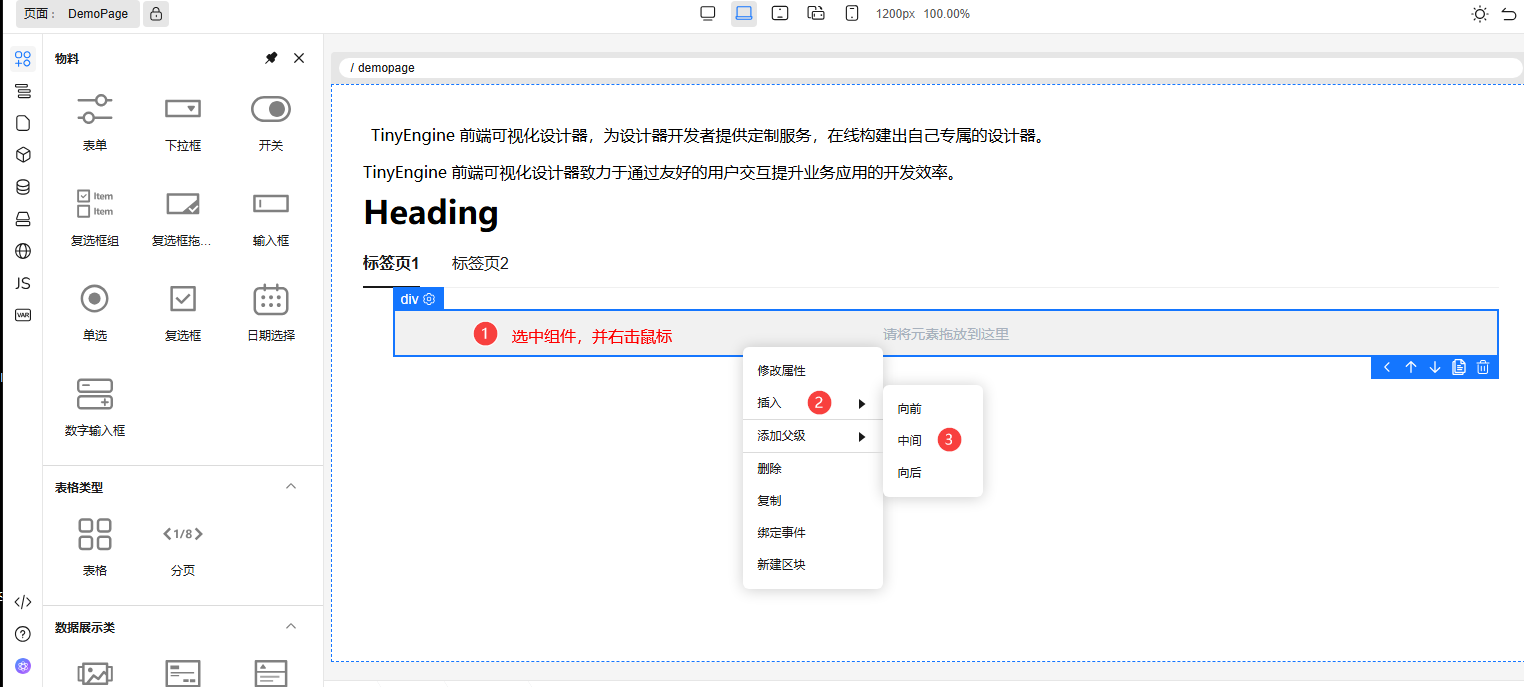 页面： DemoPage
1200px 100.00%
物料
/ demopage
表单 下拉框 开关
TinyEngine 前端可视化设计器，为设计器开发者提供定制服务，在线构建出自己专属的设计器。
TinyEngine 前端可视化设计器致力于通过友好的用户交互提升业务应用的开发效率。
Item
Item
Heading
复选框组 复选框拖... 输入框
标签页1 标签页2
JS
div
VAR
单选 复选框 日期选择
1 选中组件，并右击鼠标
请将元素拖放到这里
修改属性
插入 2
向前
添加父级
中间 3
向后
数字输入框
删除
表格类型
复制
1/8
绑定事件
表格 分页
新建区块
数据展示类